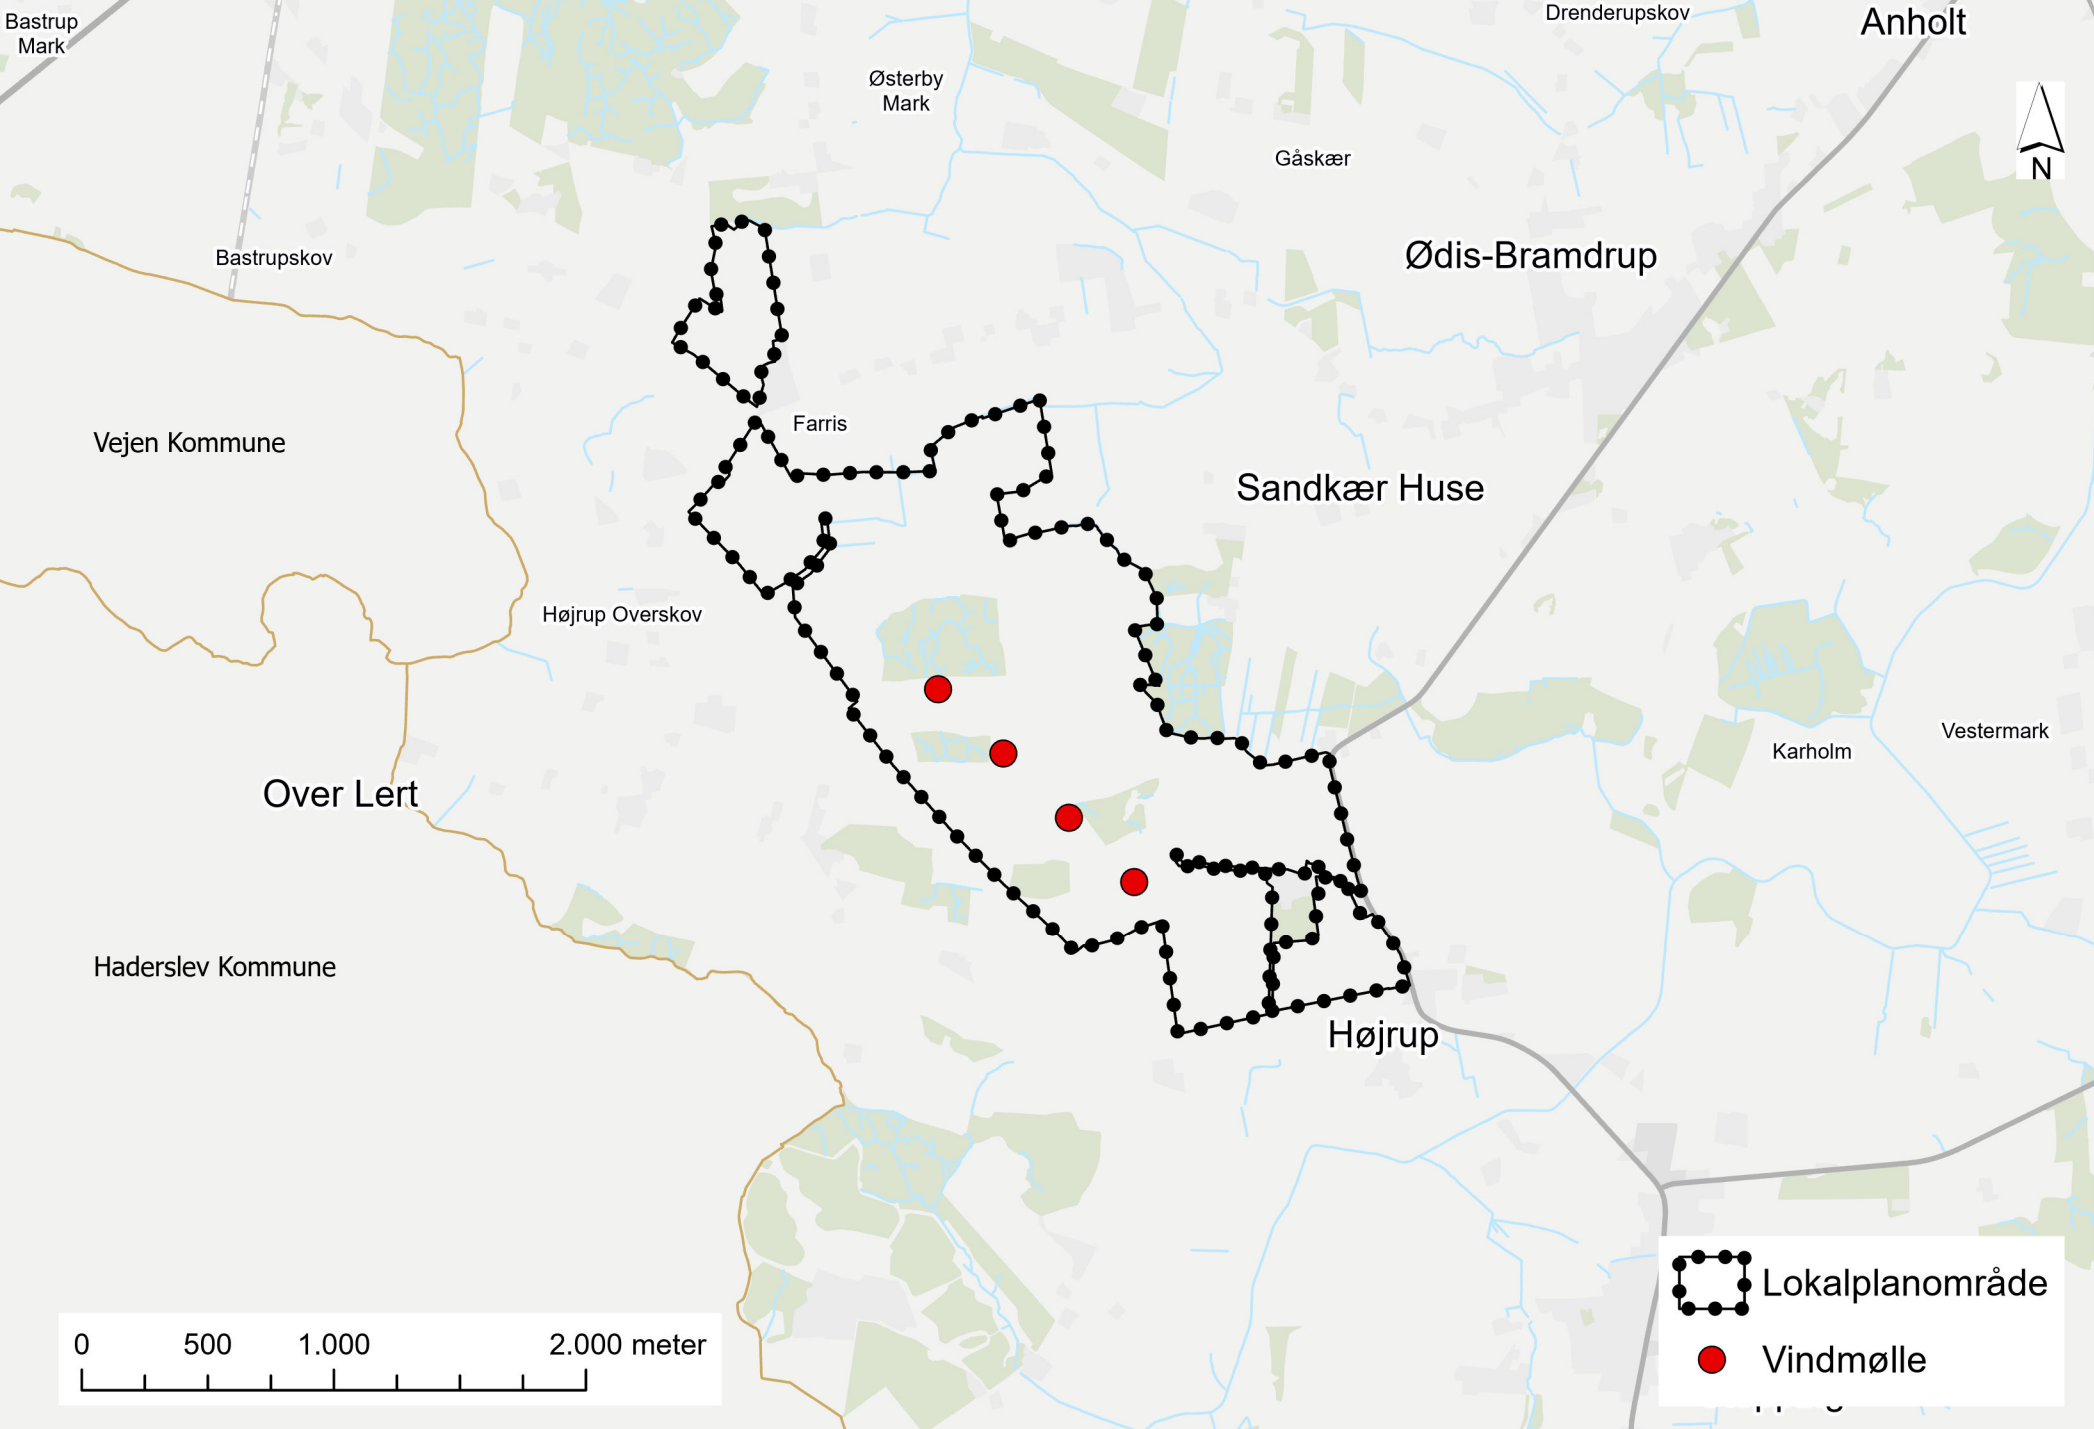 Bastrup
Mark
Drenderupskov
Anholt
Østerby
Mark
N
Gåskær
Bastrupskov
Ødis-Bramdrup
Farris
Vejen Kommune
Sandkær Huse
Højrup Overskov
Vestermark
Karholm
Over Lert
Haderslev Kommune
Højrup
Lokalplanområde
Vindmølle
0 500 1.000 2.000 meter